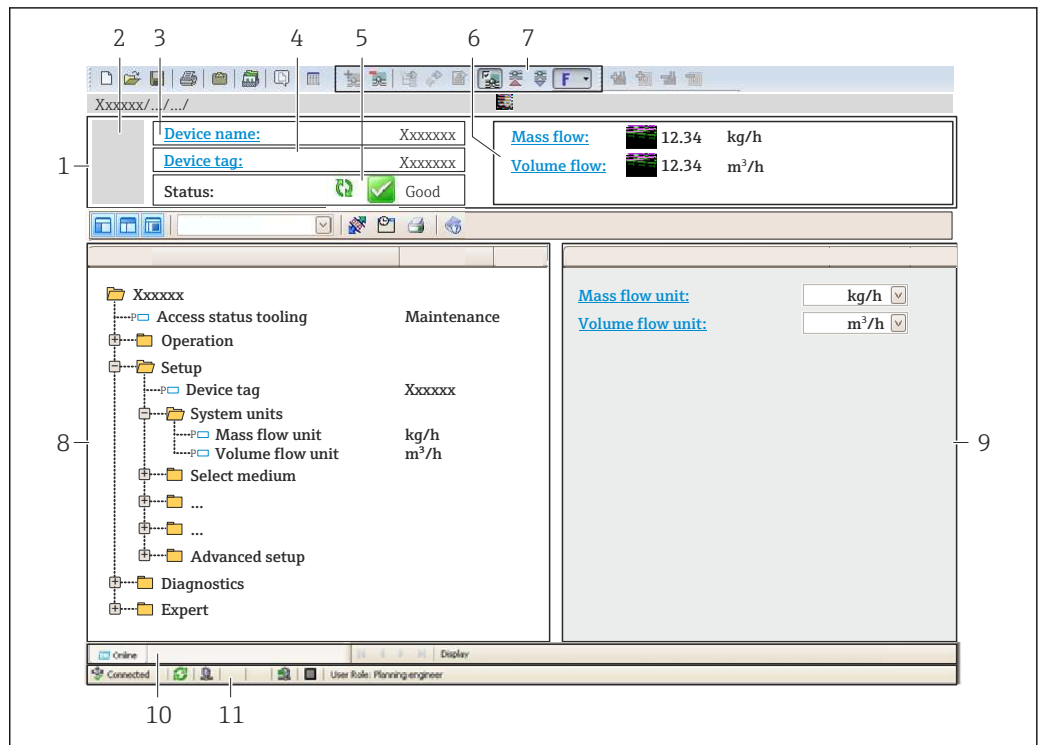 2 3 4 5 6 7
F
Xxxxxx/.../.../
1
Device name: Xxxxxxx
Device tag: Xxxxxxx
Status: Good
Mass flow: 12.34 kg/h
Volume flow: 12.34 m³/h
Xxxxxx
P Access status tooling Maintenance
Operation
Setup
P Device tag Xxxxxx
System units
P Mass flow unit kg/h
P Volume flow unit m³/h
Select medium
...
...
Advanced setup
Diagnostics
Expert
Mass flow unit: kg/h
Volume flow unit: m³/h
8
9
Online Display
Connected User Role: Planning engineer
10 11